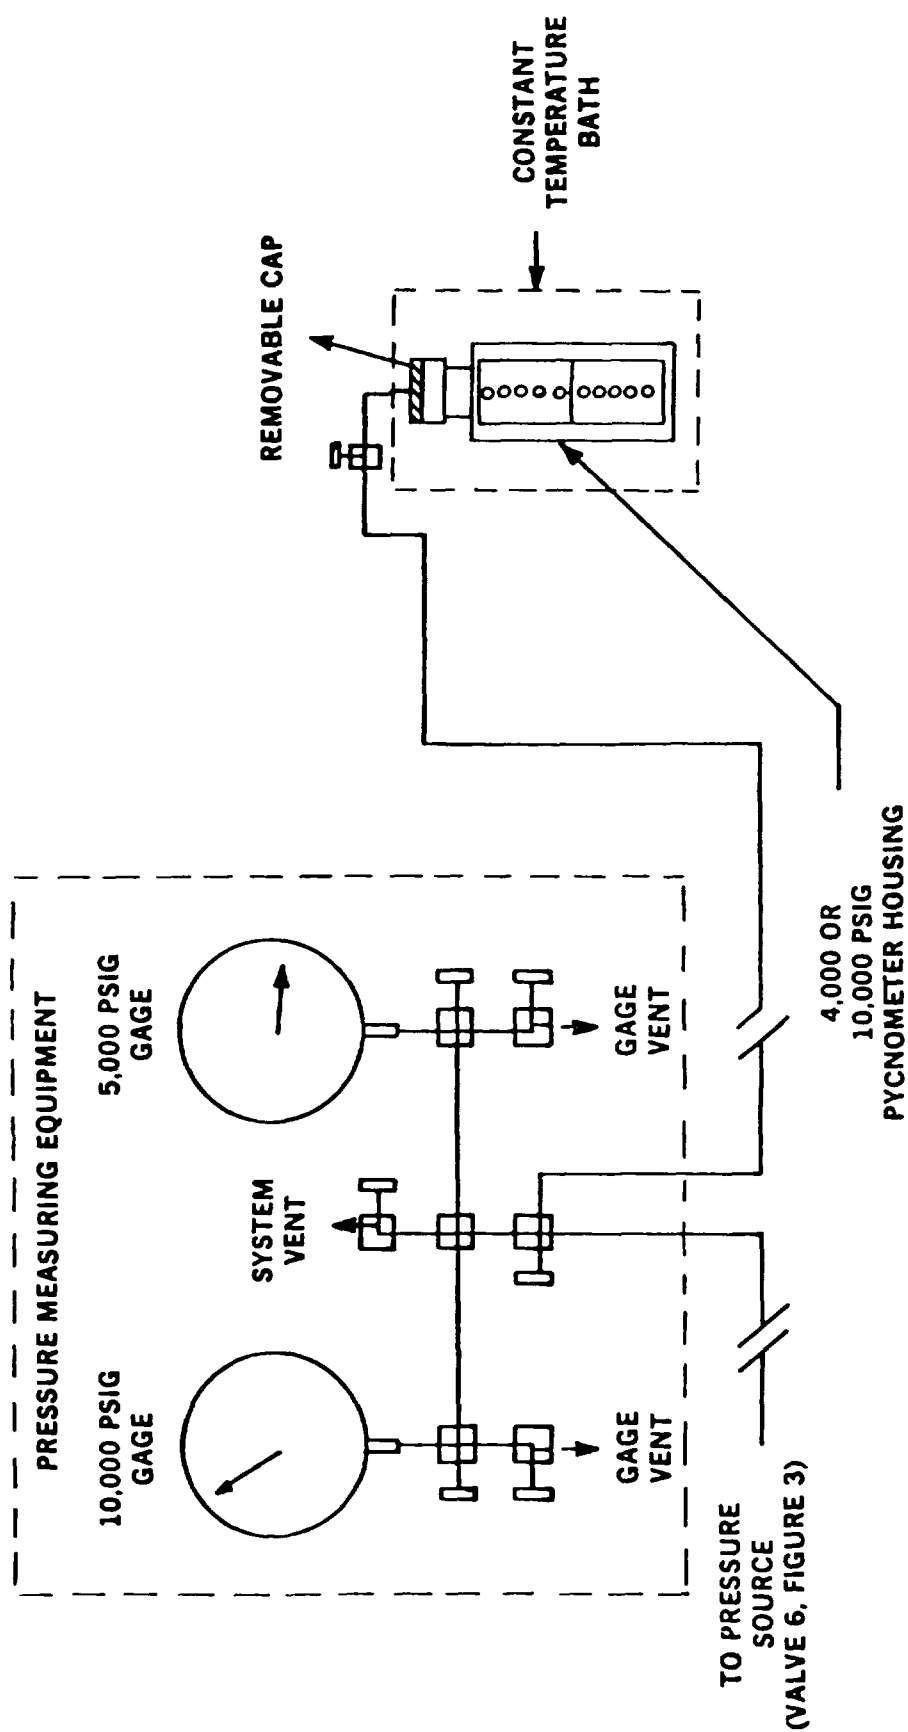 PRESSURE MEASURING EQUIPMENT
10,000 PSIG
GAGE
SYSTEM
VENT
5,000 PSIG
GAGE
GAGE
VENT
GAGE
VENT
REMOVABLE CAP
CONSTANT
TEMPERATURE
BATH
TO PRESSURE
SOURCE
(VALVE 6, FIGURE 3)
4,000 OR
10,000 PSIG
PYCNOMETER HOUSING